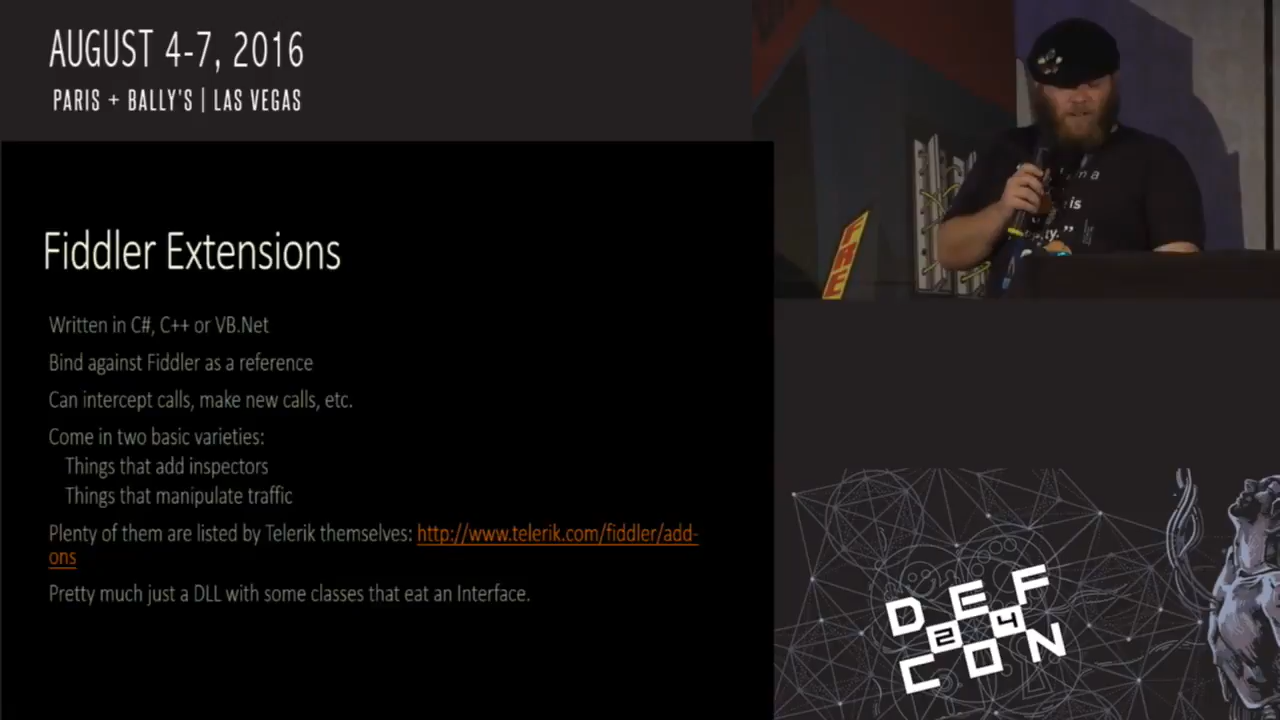 AUGUST 4-7, 2016
PARIS + BALLY'S | LAS VEGAS
Fiddler Extensions
Written in C#, C++ or VB.Net
Bind against Fiddler as a reference
Can intercept calls, make new calls, etc.
Come in two basic varieties:
Things that add inspectors
Things that manipulate traffic
Plenty of them are listed by Telerik themselves: http://www.telerik.com/fiddler/add-
ons
Pretty much just a DLL with some classes that eat an Interface.
is
DEF
24
CON